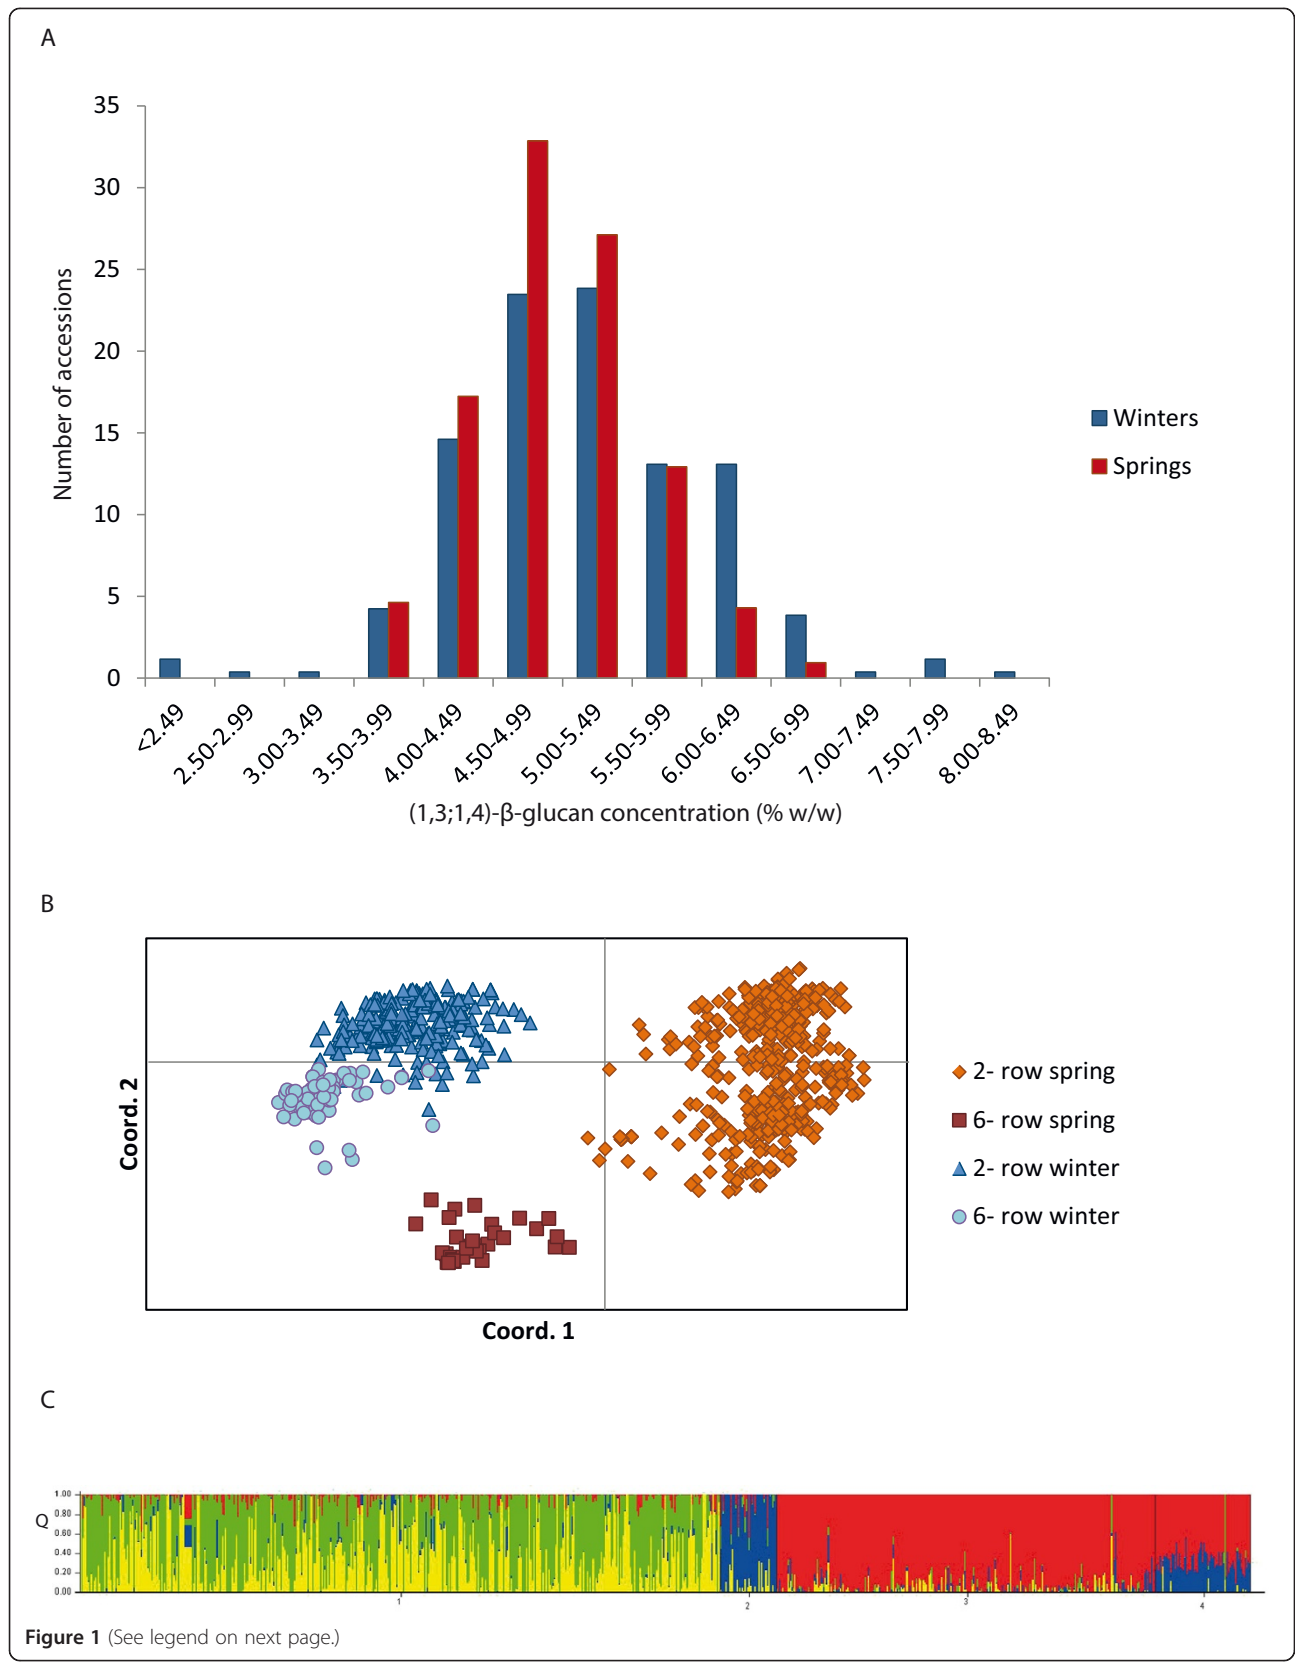 A
35
30
25
20
15
10
5
0
Number of accessions
<2.49
2.50-2.99
3.00-3.49
3.50-3.99
4.00-4.49
4.50-4.99
5.00-5.49
5.50-5.99
6.00-6.49
6.50-6.99
7.00-7.49
7.50-7.99
8.00-8.49
(1,3;1,4)-β-glucan concentration (% w/w)
Winters
Springs
B
Coord. 2
Coord. 1
2- row spring
6- row spring
2- row winter
6- row winter
C
Q
1.00
0.80
0.60
0.40
0.20
0.00
1
2
3
4
Figure 1 (See legend on next page.)